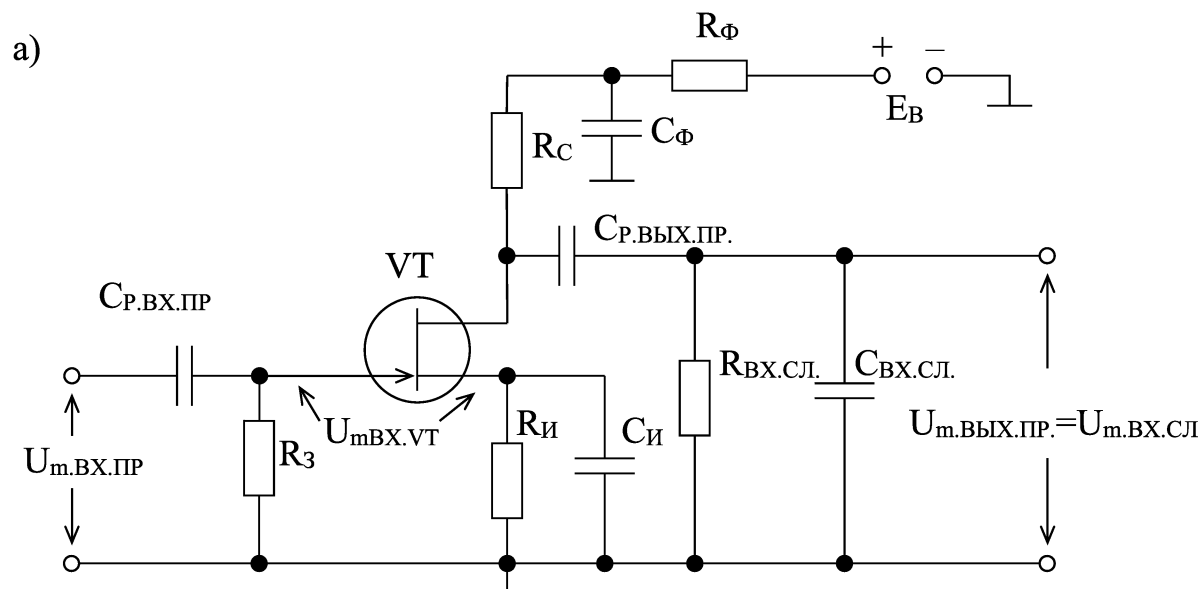 а)
RФ
+ –
EВ
RС
CФ
CР.ВЫХ.ПР.
VT
CР.ВХ.ПР
RВХ.СЛ.
CВХ.СЛ.
UmВХ.VT
RИ
CИ
Um.ВЫХ.ПР.=Um.ВХ.СЛ
RЗ
Um.ВХ.ПР